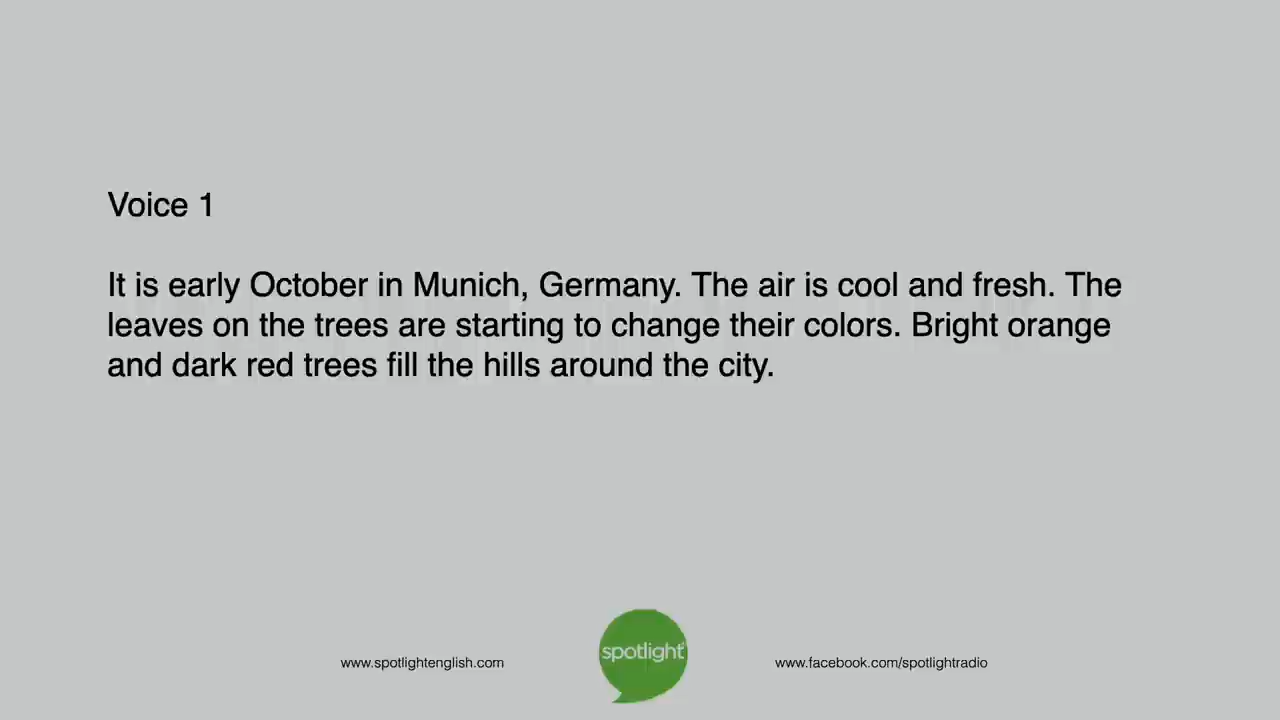 Voice 1
It is early October in Munich, Germany. The air is cool and fresh. The
leaves on the trees are starting to change their colors. Bright orange
and dark red trees fill the hills around the city.
spotlight
www.spotlightenglish.com
www.facebook.com/spotlightradio